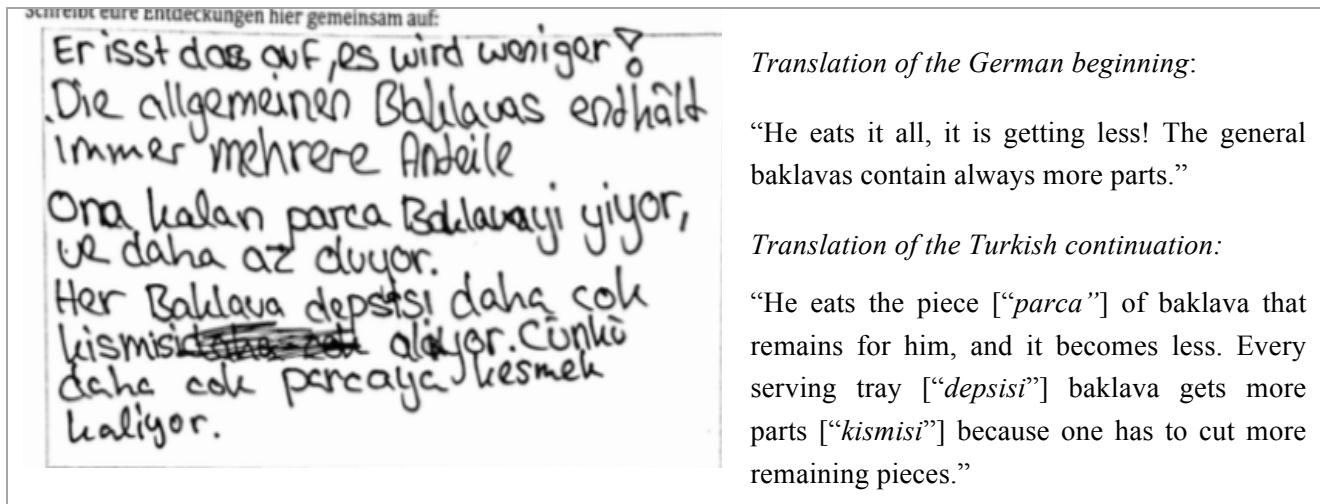 Schreibt eure Entdeckungen hier gemeinsam auf:
Er isst das auf, es wird weniger!
Die allgemeinen Baklavas endhält
immer mehrere Anteile
Ona kalan parca Baklavayi yiyor,
ve daha az oluyor.
Her Baklava depsisi daha cok
kismisi aliyor. Cünkü
daha cok parcaya kesmek
kaliyor.
Translation of the German beginning:
“He eats it all, it is getting less! The general
baklavas contain always more parts.”
Translation of the Turkish continuation:
“He eats the piece [“parca”] of baklava that
remains for him, and it becomes less. Every
serving tray [“depsisi”] baklava gets more
parts [“kismisi”] because one has to cut more
remaining pieces.”